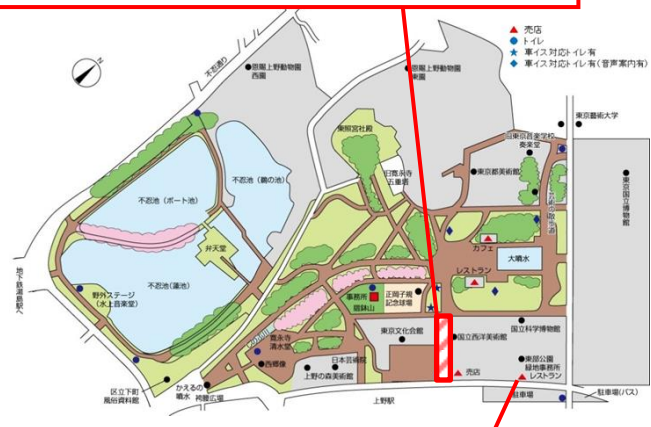 売店
トイレ
車イス対応トイレ有
車イス対応トイレ有(音声案内有)
N
不忍通り
恩賜上野動物園
西園
恩賜上野動物園
東園
東京藝術大学
旧東京音楽学校
奏楽堂
東照宮社殿
旧寛永寺
五重塔
東京都美術館
東京国立博物館
不忍池(ボート池)
不忍池(鵜の池)
カフェ
大噴水
弁天堂
レストラン
地下鉄湯島駅へ
野外ステージ
(水上音楽堂)
不忍池(蓮池)
事務所
摺鉢山
正岡子規
記念球場
国立科学博物館
東京文化会館
国立西洋美術館
寛永寺
清水堂
西郷像
日本芸術院
上野の森美術館
東部公園
緑地事務所
レストラン
売店
区立下町
風俗資料館
かえるの
噴水
袴腰広場
上野駅
駐車場
駐車場(バス)